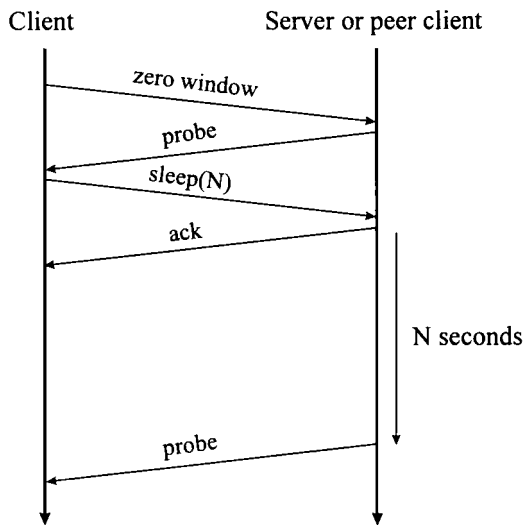 Client
Server or peer client
zero window
probe
sleep(N)
ack
N seconds
probe